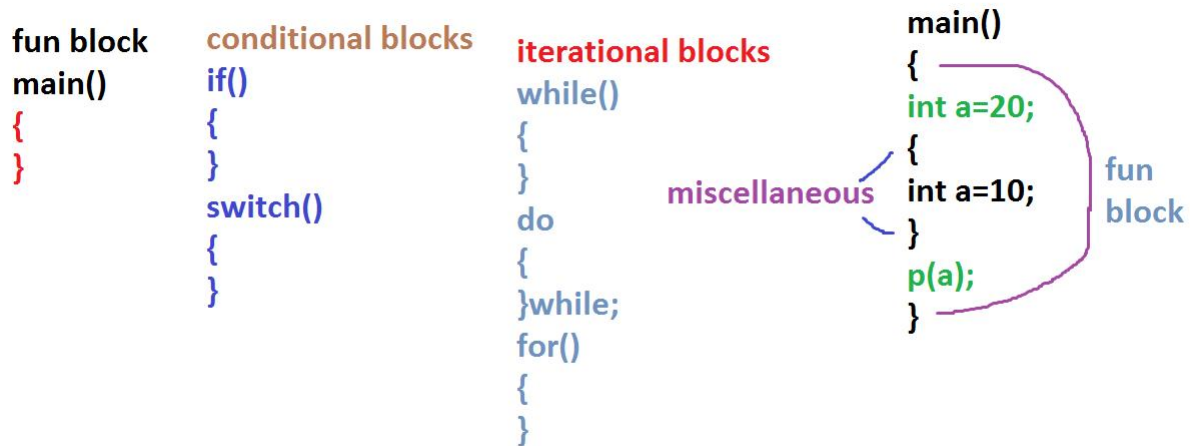 fun block
main()
{
}
conditional blocks
if()
{
}
switch()
{
}
iterational blocks
while()
{
}
do
{
}while;
for()
{
}
main()
{
int a=20;
{
int a=10;
}
p(a);
}
miscellaneous
fun
block